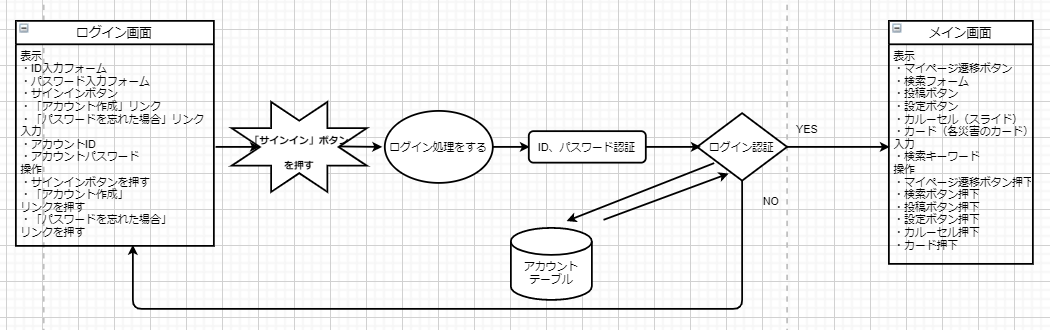 ログイン画面
表示
・ID入力フォーム
・パスワード入力フォーム
・サインインボタン
・「アカウント作成」リンク
・「パスワードを忘れた場合」リンク
入力
・アカウントID
・アカウントパスワード
操作
・サインインボタンを押す
・「アカウント作成」
リンクを押す
・「パスワードを忘れた場合」
リンクを押す
「サインイン」ボタン
を押す
ログイン処理をする
ID、パスワード認証
ログイン認証
YES
NO
アカウント
テーブル
メイン画面
表示
・マイページ遷移ボタン
・検索フォーム
・投稿ボタン
・設定ボタン
・カルーセル（スライド）
・カード（各災害のカード）
入力
・検索キーワード
操作
・マイページ遷移ボタン押下
・検索ボタン押下
・投稿ボタン押下
・設定ボタン押下
・カルーセル押下
・カード押下